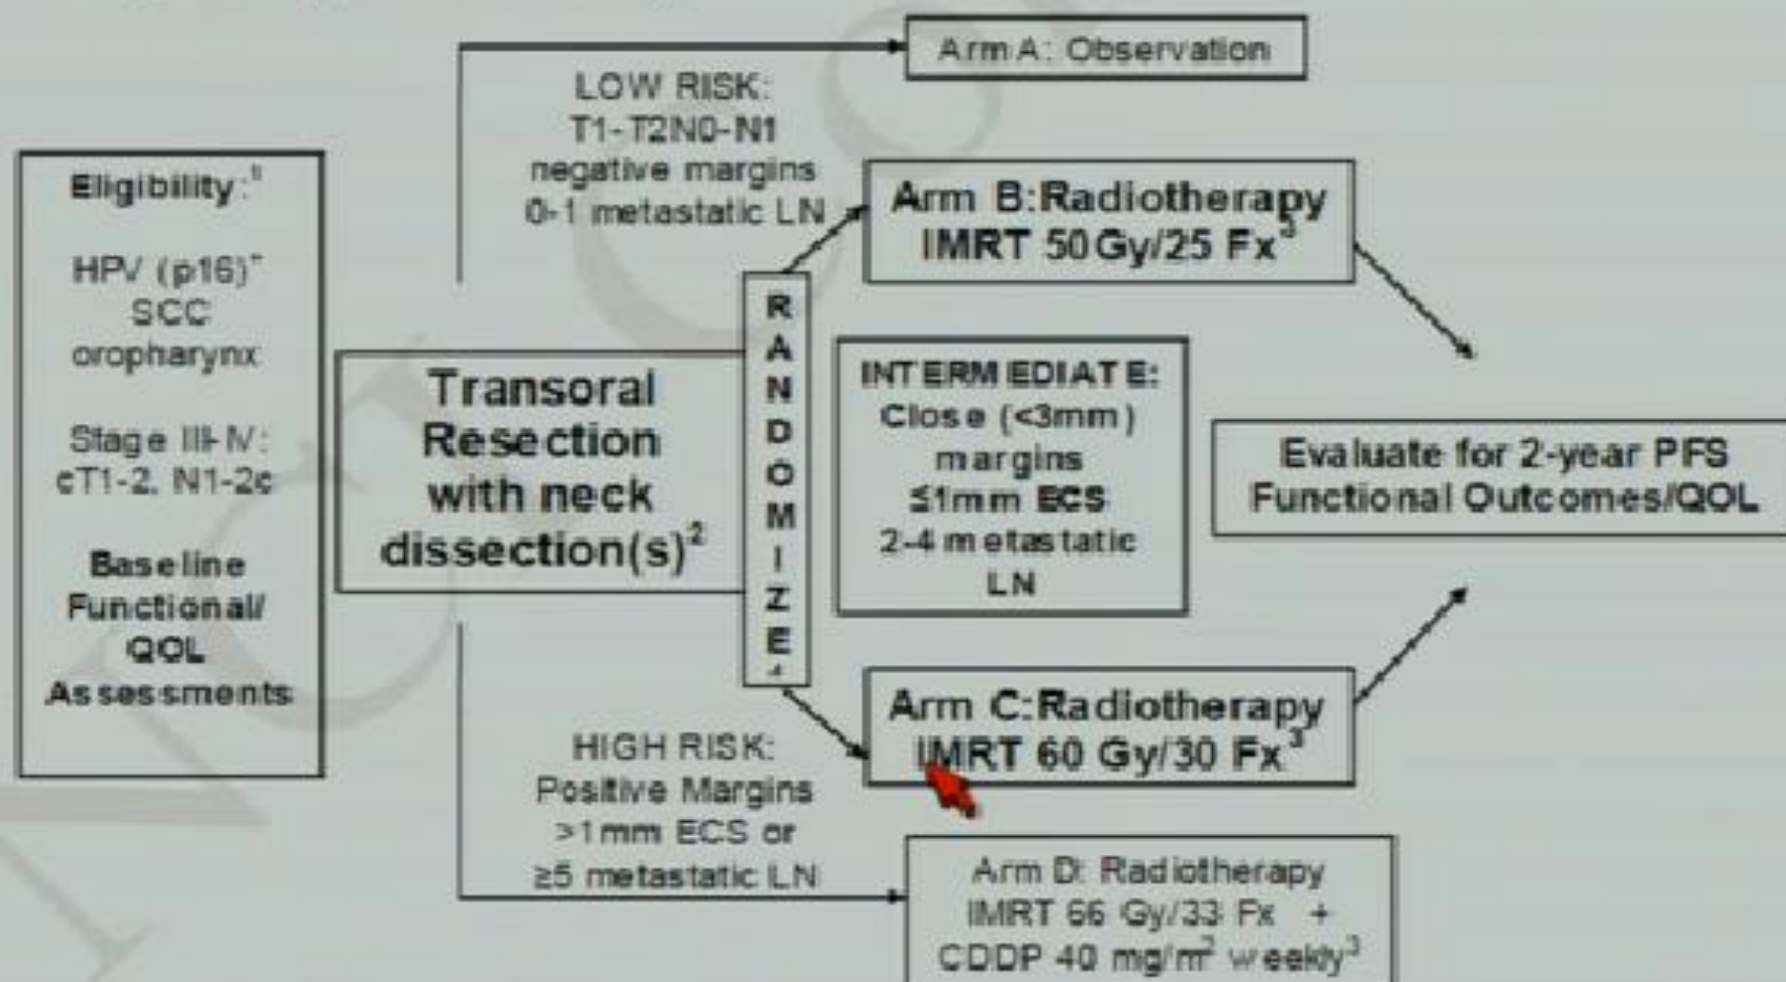 Arm A: Observation
LOW RISK:
T1-T2N0-N1
negative margins
0-1 metastatic LN
Eligibility:
HPV (p16)+
SCC
oropharynx
Stage III-IV:
cT1-2, N1-2c
Baseline
Functional/
QOL
Assessments
Transoral
Resection
with neck
dissection(s)²
R
A
N
D
O
M
I
Z
E
Arm B:Radiotherapy
IMRT 50Gy/25 Fx³
INTERMEDIATE:
Close (<3mm)
margins
≤1mm ECS
2-4 metastatic
LN
Evaluate for 2-year PFS
Functional Outcomes/QOL
Arm C:Radiotherapy
IMRT 60 Gy/30 Fx³
HIGH RISK:
Positive Margins
>1mm ECS or
≥5 metastatic LN
Arm D: Radiotherapy
IMRT 66 Gy/33 Fx +
CDDP 40 mg/m² weekly³